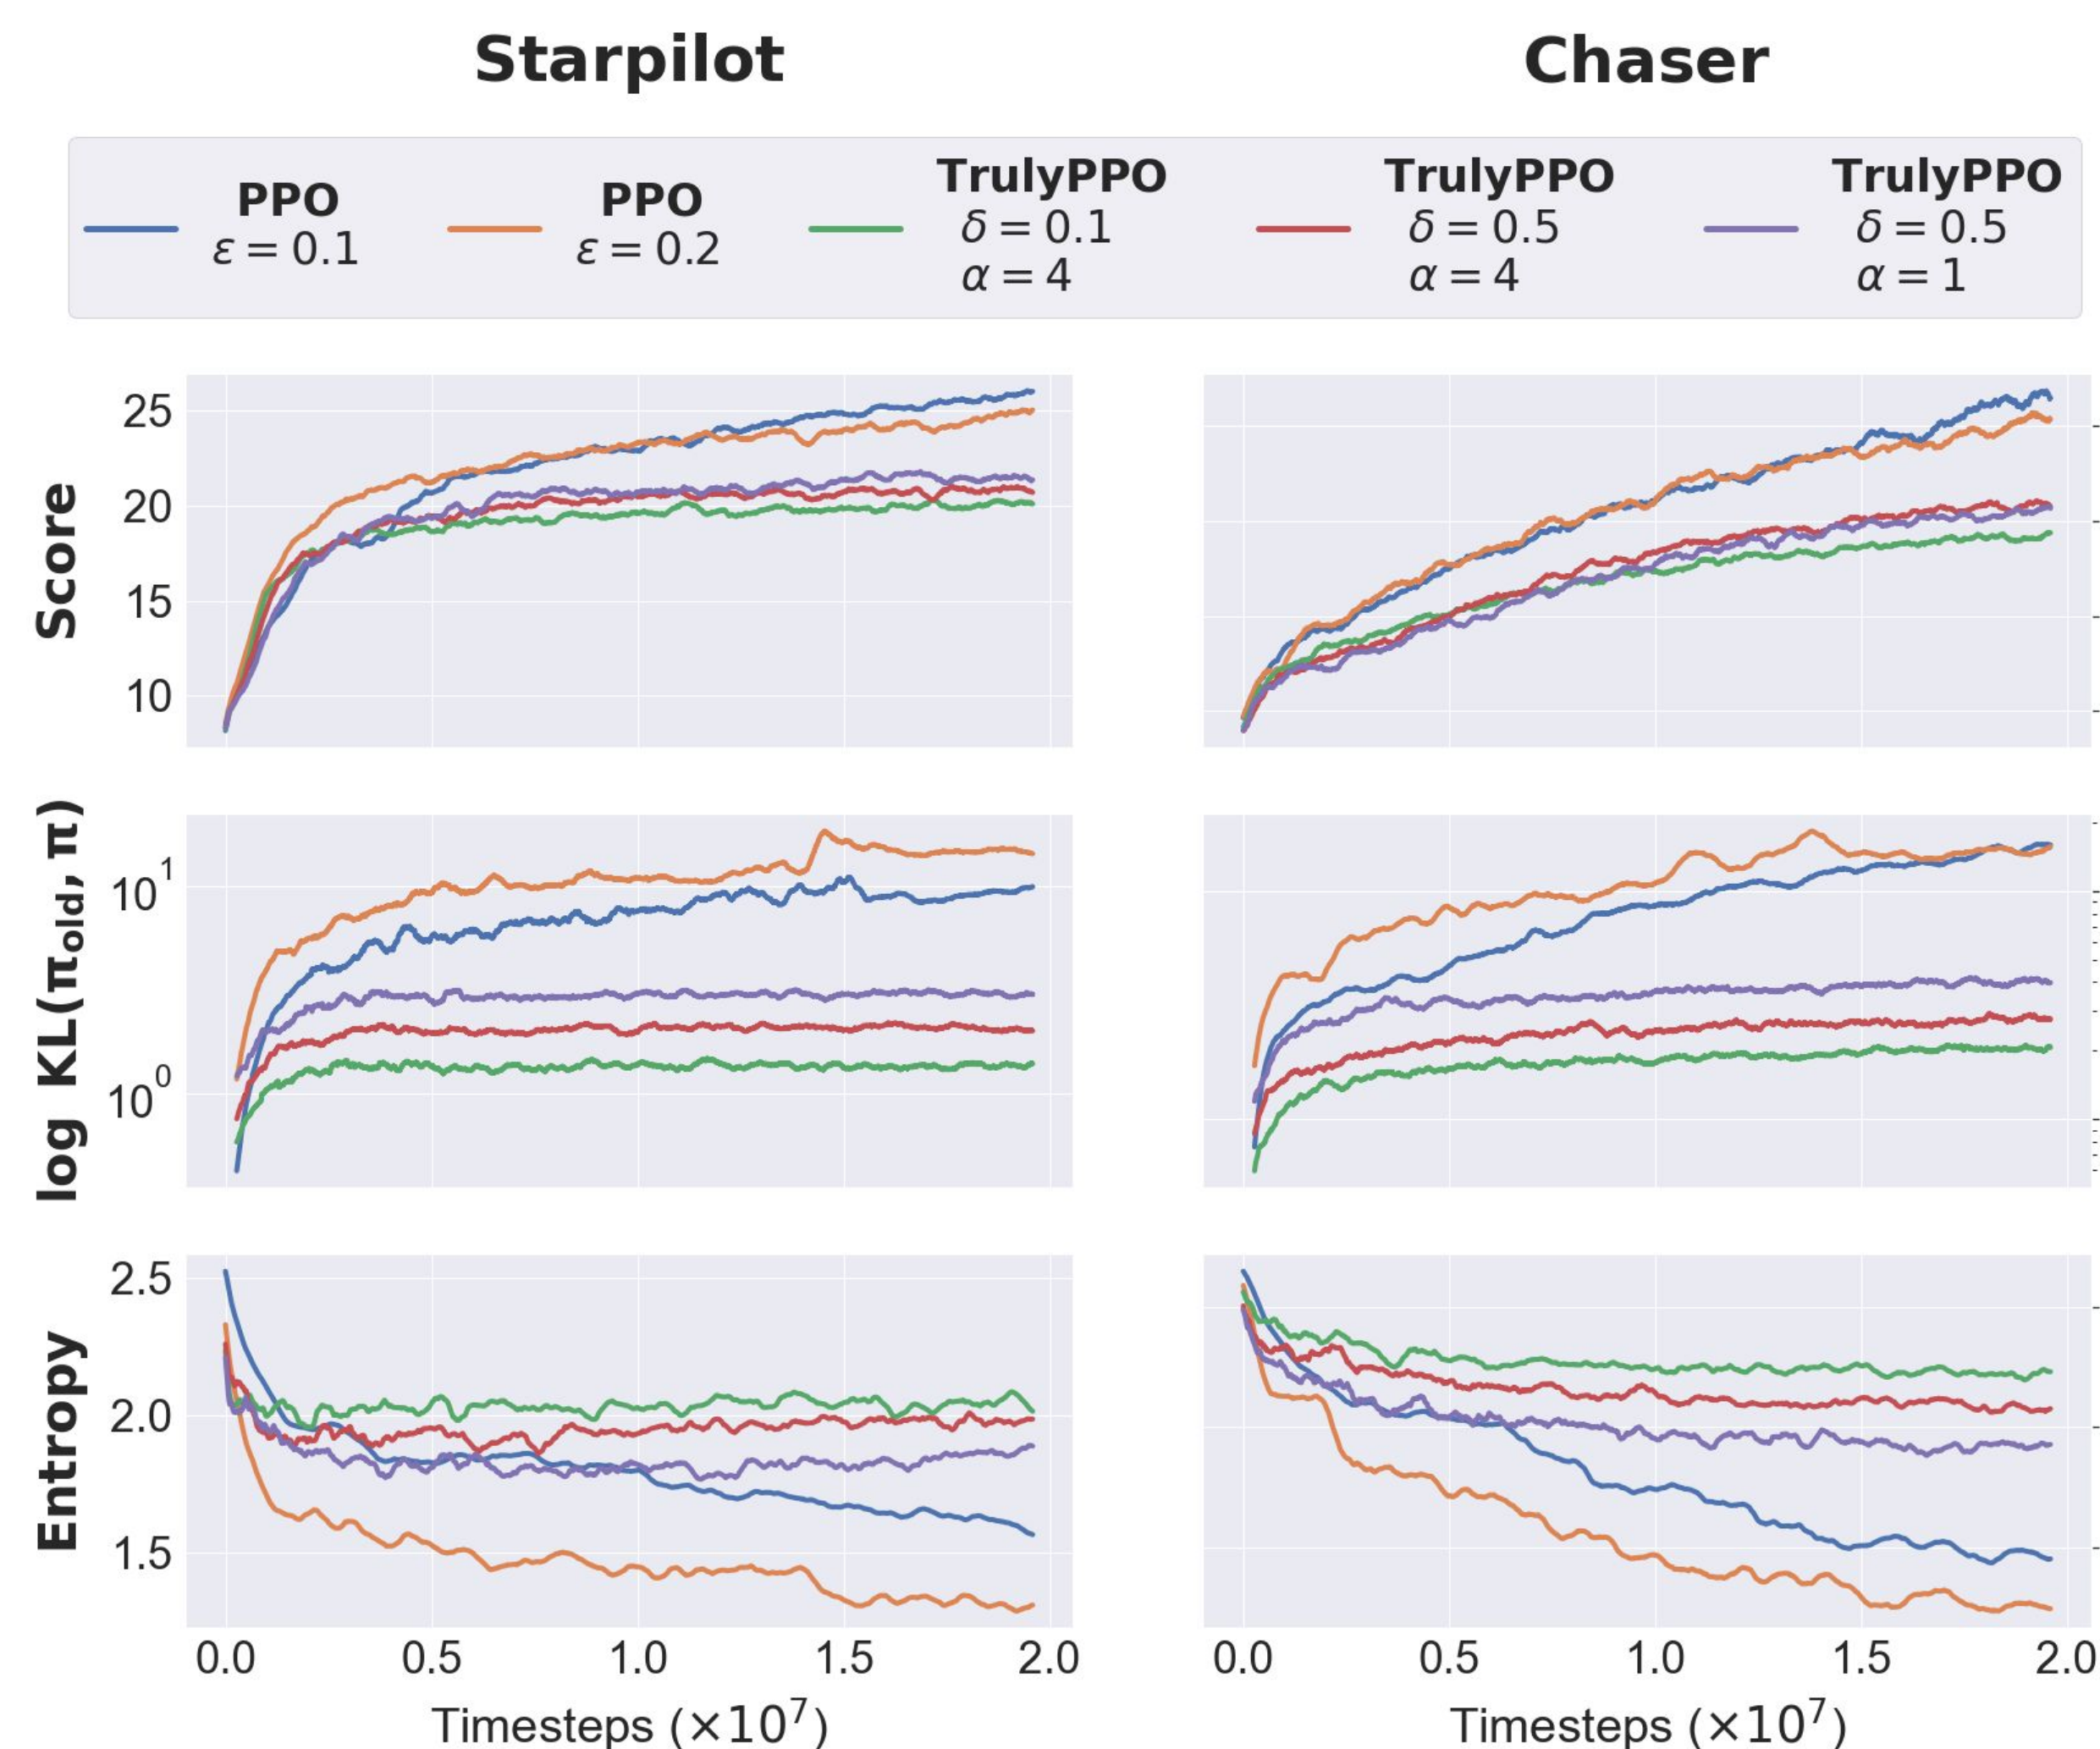 Starpilot Chaser
PPO
ε = 0.1
PPO
ε = 0.2
TrulyPPO
δ = 0.1
α = 4
TrulyPPO
δ = 0.5
α = 4
TrulyPPO
δ = 0.5
α = 1
Score
25
20
15
10
log KL(π_old, π)
10^1
10^0
Entropy
2.5
2.0
1.5
0.0 0.5 1.0 1.5 2.0
Timesteps (×10^7)
0.0 0.5 1.0 1.5 2.0
Timesteps (×10^7)